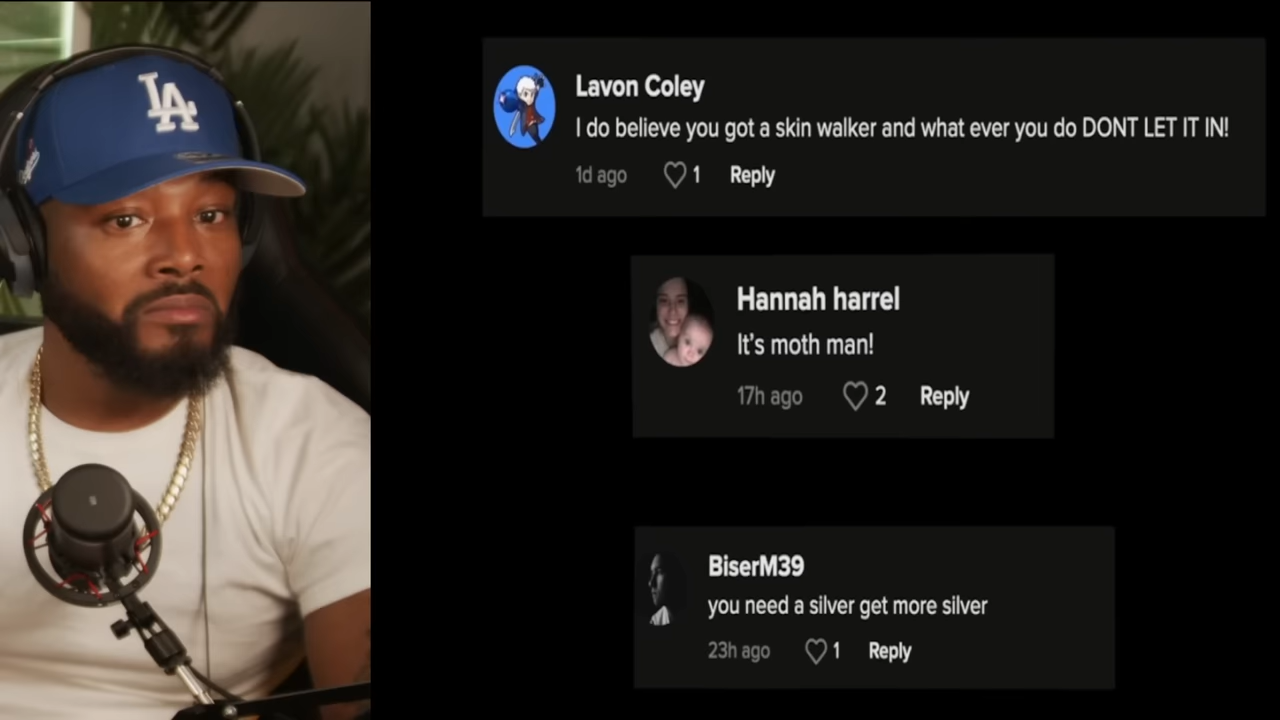 LA
Lavon Coley
I do believe you got a skin walker and what ever you do DONT LET IT IN!
1d ago 1 Reply
Hannah harrel
It's moth man!
17h ago 2 Reply
BiserM39
you need a silver get more silver
23h ago 1 Reply